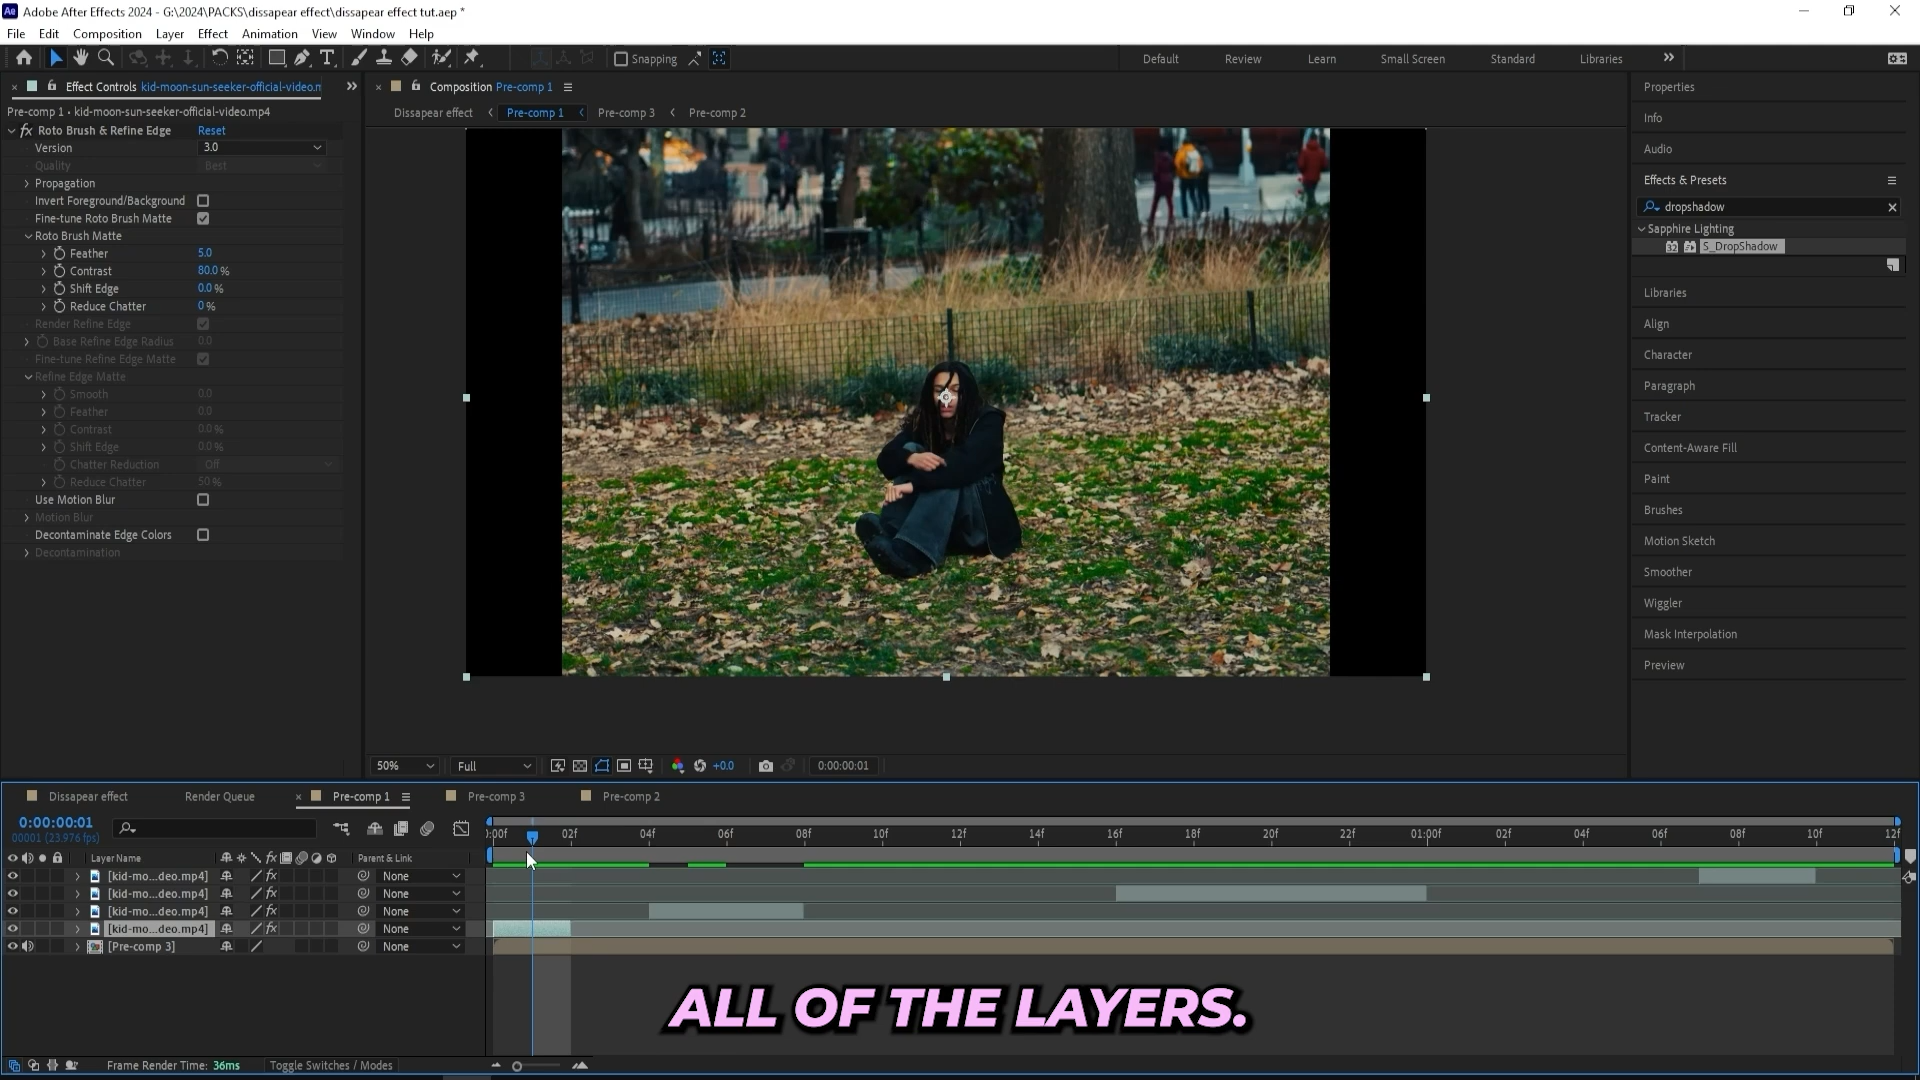 Ae Adobe After Effects 2024 - G:\2024\PACKS\dissapear effect\dissapear effect tut.aep *
File Edit Composition Layer Effect Animation View Window Help
Snapping
Default Review Learn Small Screen Standard Libraries
Effect Controls kid-moon-sun-seeker-official-video.m
Pre-comp 1 • kid-moon-sun-seeker-official-video.mp4
fx Roto Brush & Refine Edge Reset
Version 3.0
Quality Best
Propagation
Invert Foreground/Background
Fine-tune Roto Brush Matte
Roto Brush Matte
Feather 5.0
Contrast 80.0 %
Shift Edge 0.0 %
Reduce Chatter 0 %
Render Refine Edge
Base Refine Edge Radius 0.0
Fine-tune Refine Edge Matte
Refine Edge Matte
Smooth 0.0
Feather 0.0
Contrast 0.0 %
Shift Edge 0.0 %
Chatter Reduction Off
Reduce Chatter 50 %
Use Motion Blur
Motion Blur
Decontaminate Edge Colors
Decontamination
Composition Pre-comp 1
Dissapear effect Pre-comp 1 Pre-comp 3 Pre-comp 2
50% Full +0.0 0:00:00:01
Properties
Info
Audio
Effects & Presets
dropshadow
Sapphire Lighting
S_DropShadow
Libraries
Align
Character
Paragraph
Tracker
Content-Aware Fill
Paint
Brushes
Motion Sketch
Smoother
Wiggler
Mask Interpolation
Preview
Dissapear effect Render Queue Pre-comp 1 Pre-comp 3 Pre-comp 2
0:00:00:01
00001 (23.976 fps)
):00f 02f 04f 06f 08f 10f 12f 14f 16f 18f 20f 22f 01:00f 02f 04f 06f 08f 10f 12f
Layer Name Parent & Link
[kid-mo...deo.mp4] fx None
[kid-mo...deo.mp4] fx None
[kid-mo...deo.mp4] fx None
[kid-mo...deo.mp4] fx None
[Pre-comp 3] None
ALL OF THE LAYERS.
Frame Render Time: 36ms Toggle Switches / Modes